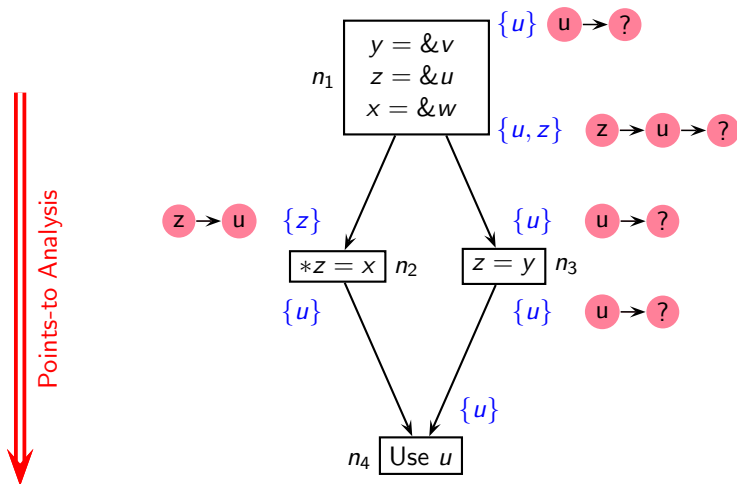 {u} u → ?
y = &v
n1 z = &u
x = &w
{u, z} z → u → ?
z → u {z} {u} u → ?
*z = x n2 z = y n3
{u} {u} u → ?
Points-to Analysis
{u}
n4 Use u